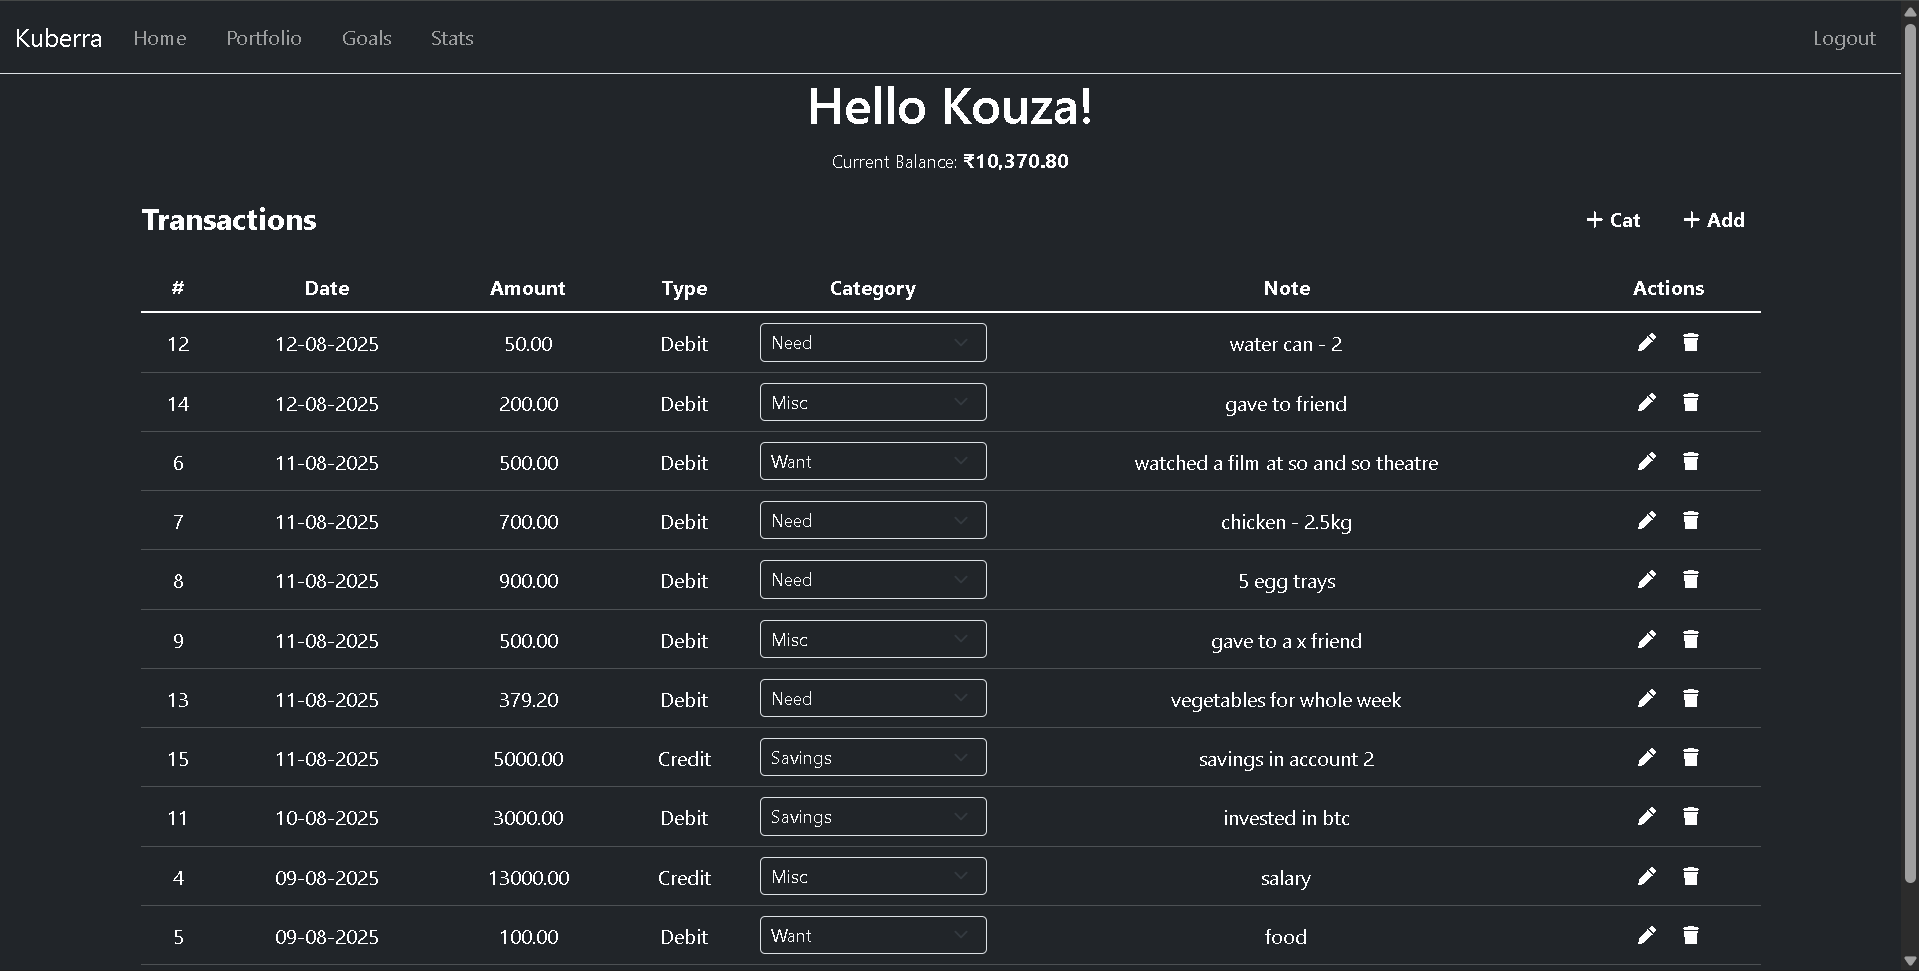 Kuberra Home Portfolio Goals Stats Logout
Hello Kouza!
Current Balance: ₹10,370.80
Transactions + Cat + Add
# Date Amount Type Category Note Actions
12 12-08-2025 50.00 Debit Need water can - 2
14 12-08-2025 200.00 Debit Misc gave to friend
6 11-08-2025 500.00 Debit Want watched a film at so and so theatre
7 11-08-2025 700.00 Debit Need chicken - 2.5kg
8 11-08-2025 900.00 Debit Need 5 egg trays
9 11-08-2025 500.00 Debit Misc gave to a x friend
13 11-08-2025 379.20 Debit Need vegetables for whole week
15 11-08-2025 5000.00 Credit Savings savings in account 2
11 10-08-2025 3000.00 Debit Savings invested in btc
4 09-08-2025 13000.00 Credit Misc salary
5 09-08-2025 100.00 Debit Want food